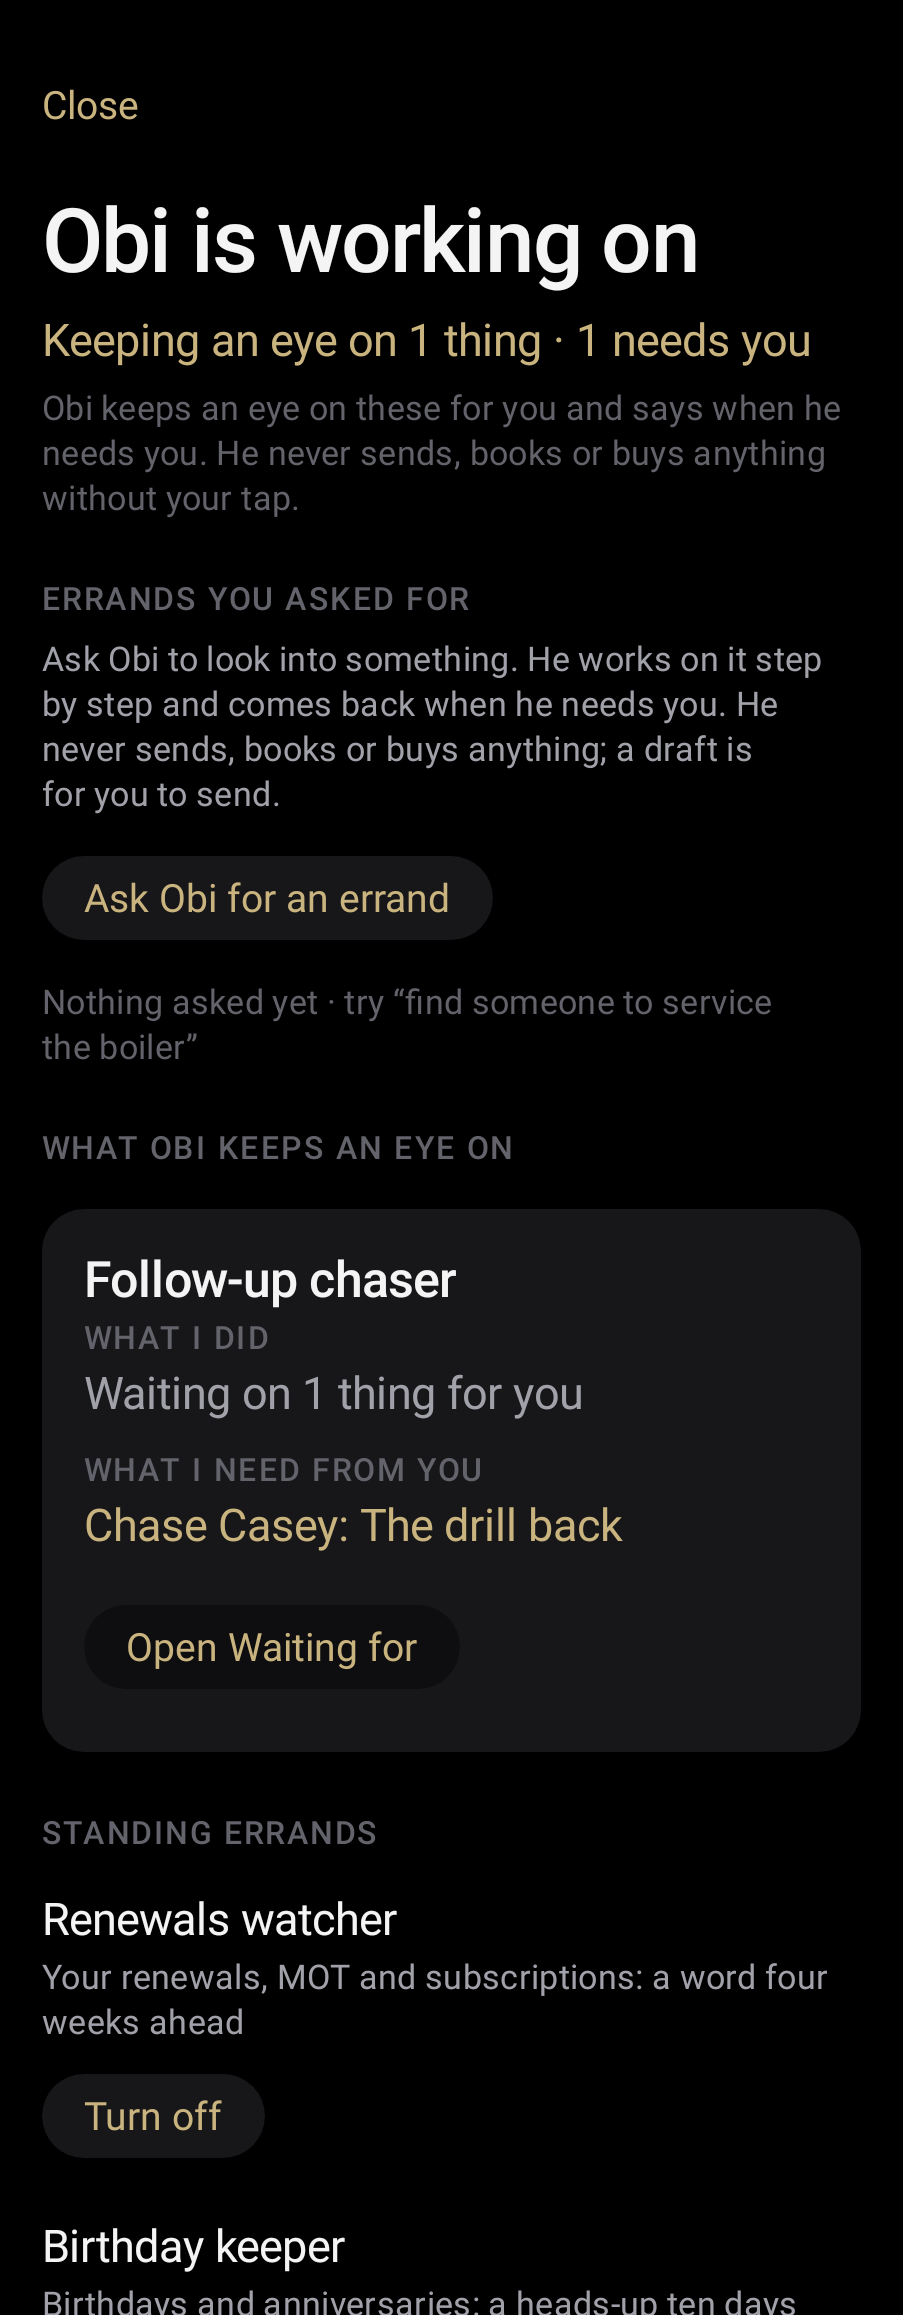 Close
Obi is working on
Keeping an eye on 1 thing · 1 needs you
Obi keeps an eye on these for you and says when he
needs you. He never sends, books or buys anything
without your tap.
ERRANDS YOU ASKED FOR
Ask Obi to look into something. He works on it step
by step and comes back when he needs you. He
never sends, books or buys anything; a draft is
for you to send.
Ask Obi for an errand
Nothing asked yet · try “find someone to service
the boiler”
WHAT OBI KEEPS AN EYE ON
Follow-up chaser
WHAT I DID
Waiting on 1 thing for you
WHAT I NEED FROM YOU
Chase Casey: The drill back
Open Waiting for
STANDING ERRANDS
Renewals watcher
Your renewals, MOT and subscriptions: a word four
weeks ahead
Turn off
Birthday keeper
Birthdays and anniversaries: a heads-up ten days